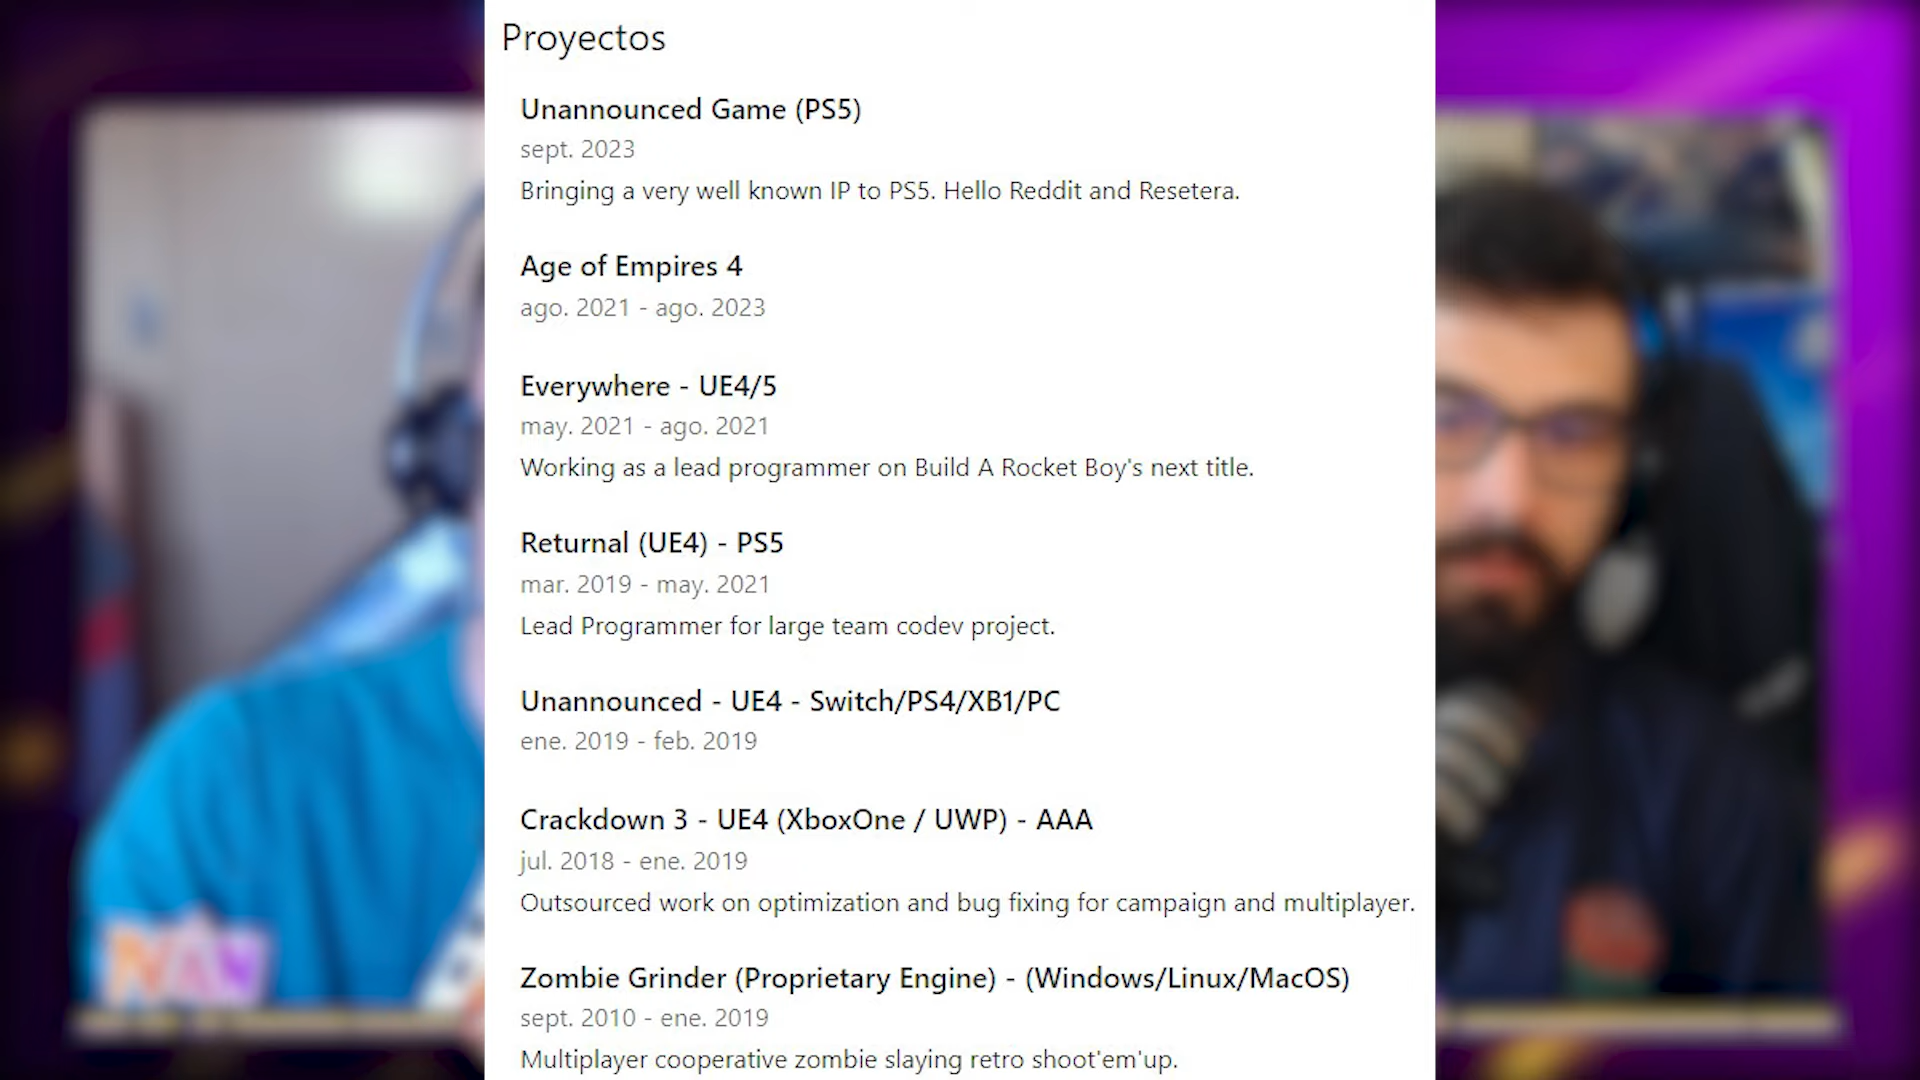 Proyectos
Unannounced Game (PS5)
sept. 2023
Bringing a very well known IP to PS5. Hello Reddit and Resetera.
Age of Empires 4
ago. 2021 - ago. 2023
Everywhere - UE4/5
may. 2021 - ago. 2021
Working as a lead programmer on Build A Rocket Boy's next title.
Returnal (UE4) - PS5
mar. 2019 - may. 2021
Lead Programmer for large team codev project.
Unannounced - UE4 - Switch/PS4/XB1/PC
ene. 2019 - feb. 2019
Crackdown 3 - UE4 (XboxOne / UWP) - AAA
jul. 2018 - ene. 2019
Outsourced work on optimization and bug fixing for campaign and multiplayer.
Zombie Grinder (Proprietary Engine) - (Windows/Linux/MacOS)
sept. 2010 - ene. 2019
Multiplayer cooperative zombie slaying retro shoot'em'up.